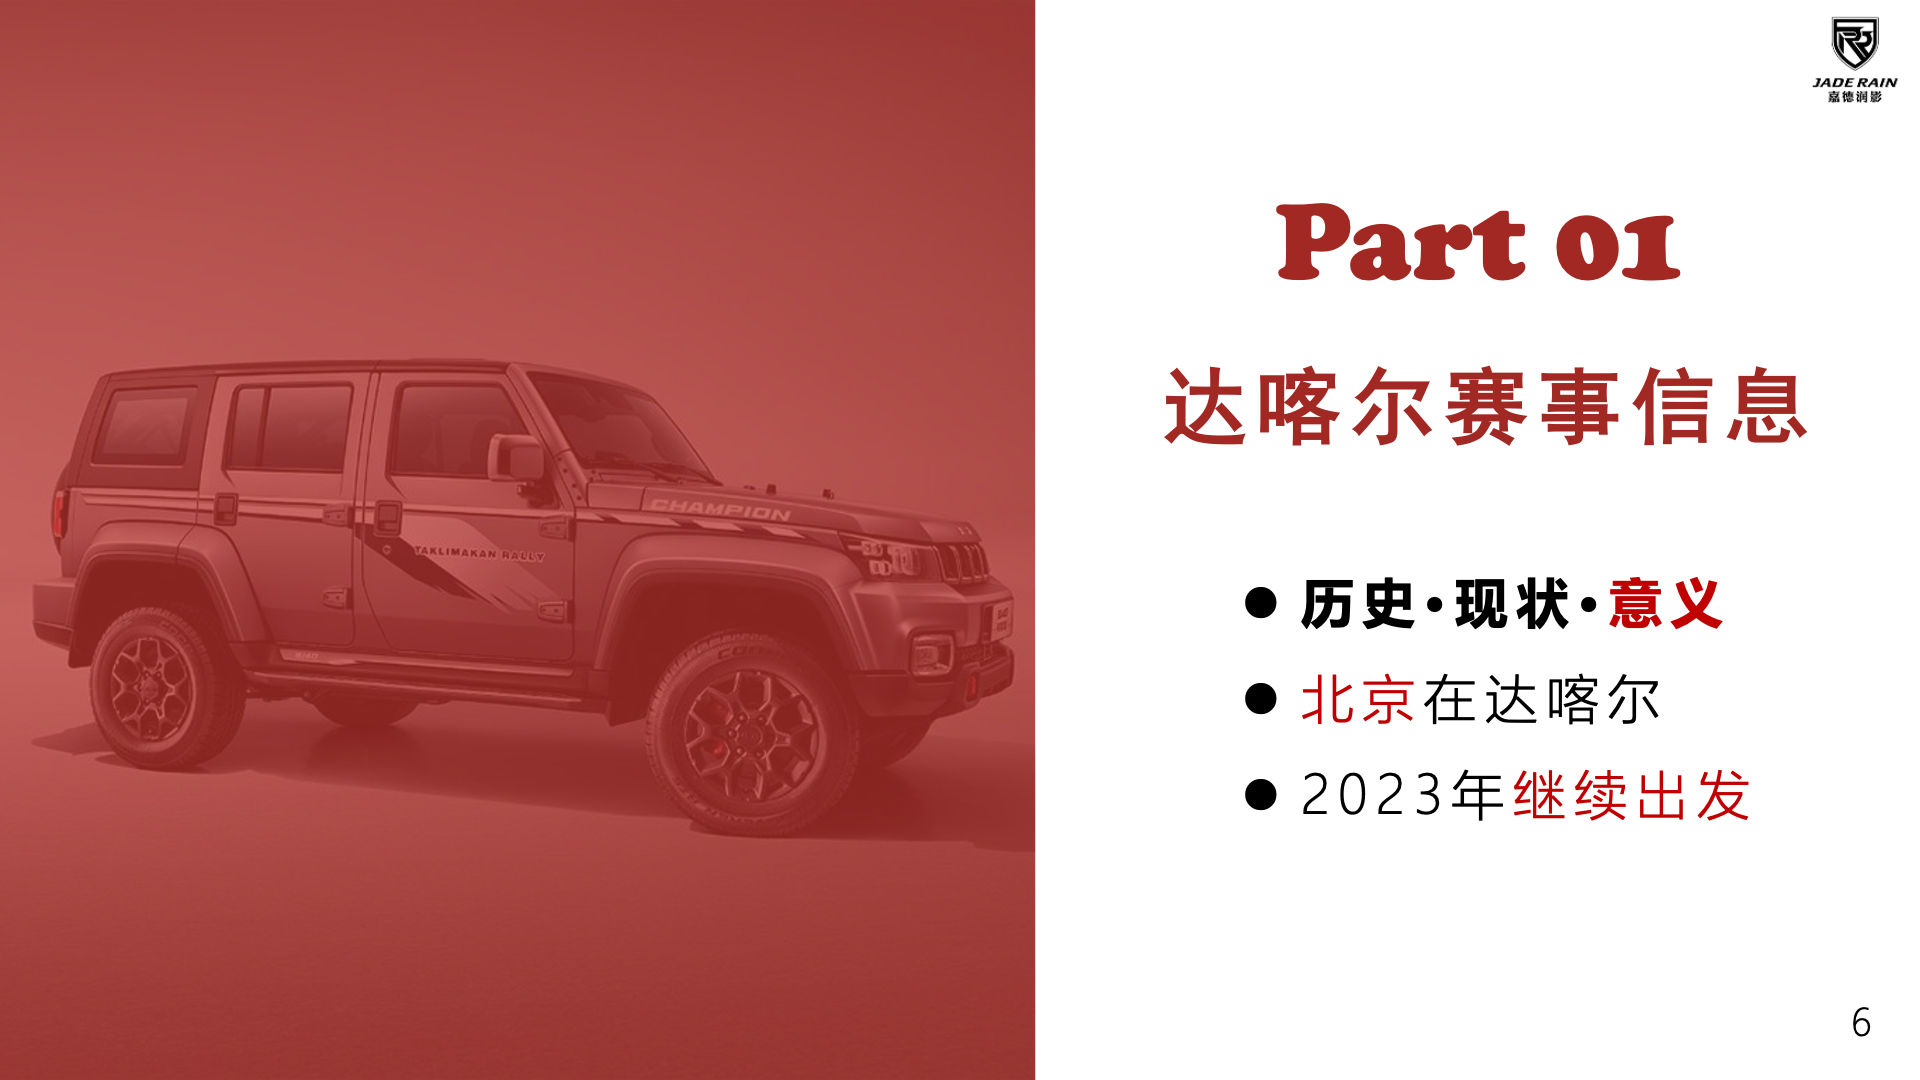 JADE RAIN
嘉德润影
Part 01
达喀尔赛事信息
● 历史·现状·意义
● 北京在达喀尔
● 2023年继续出发
CHAMPION
TAKLIMAKAN RALLY
6